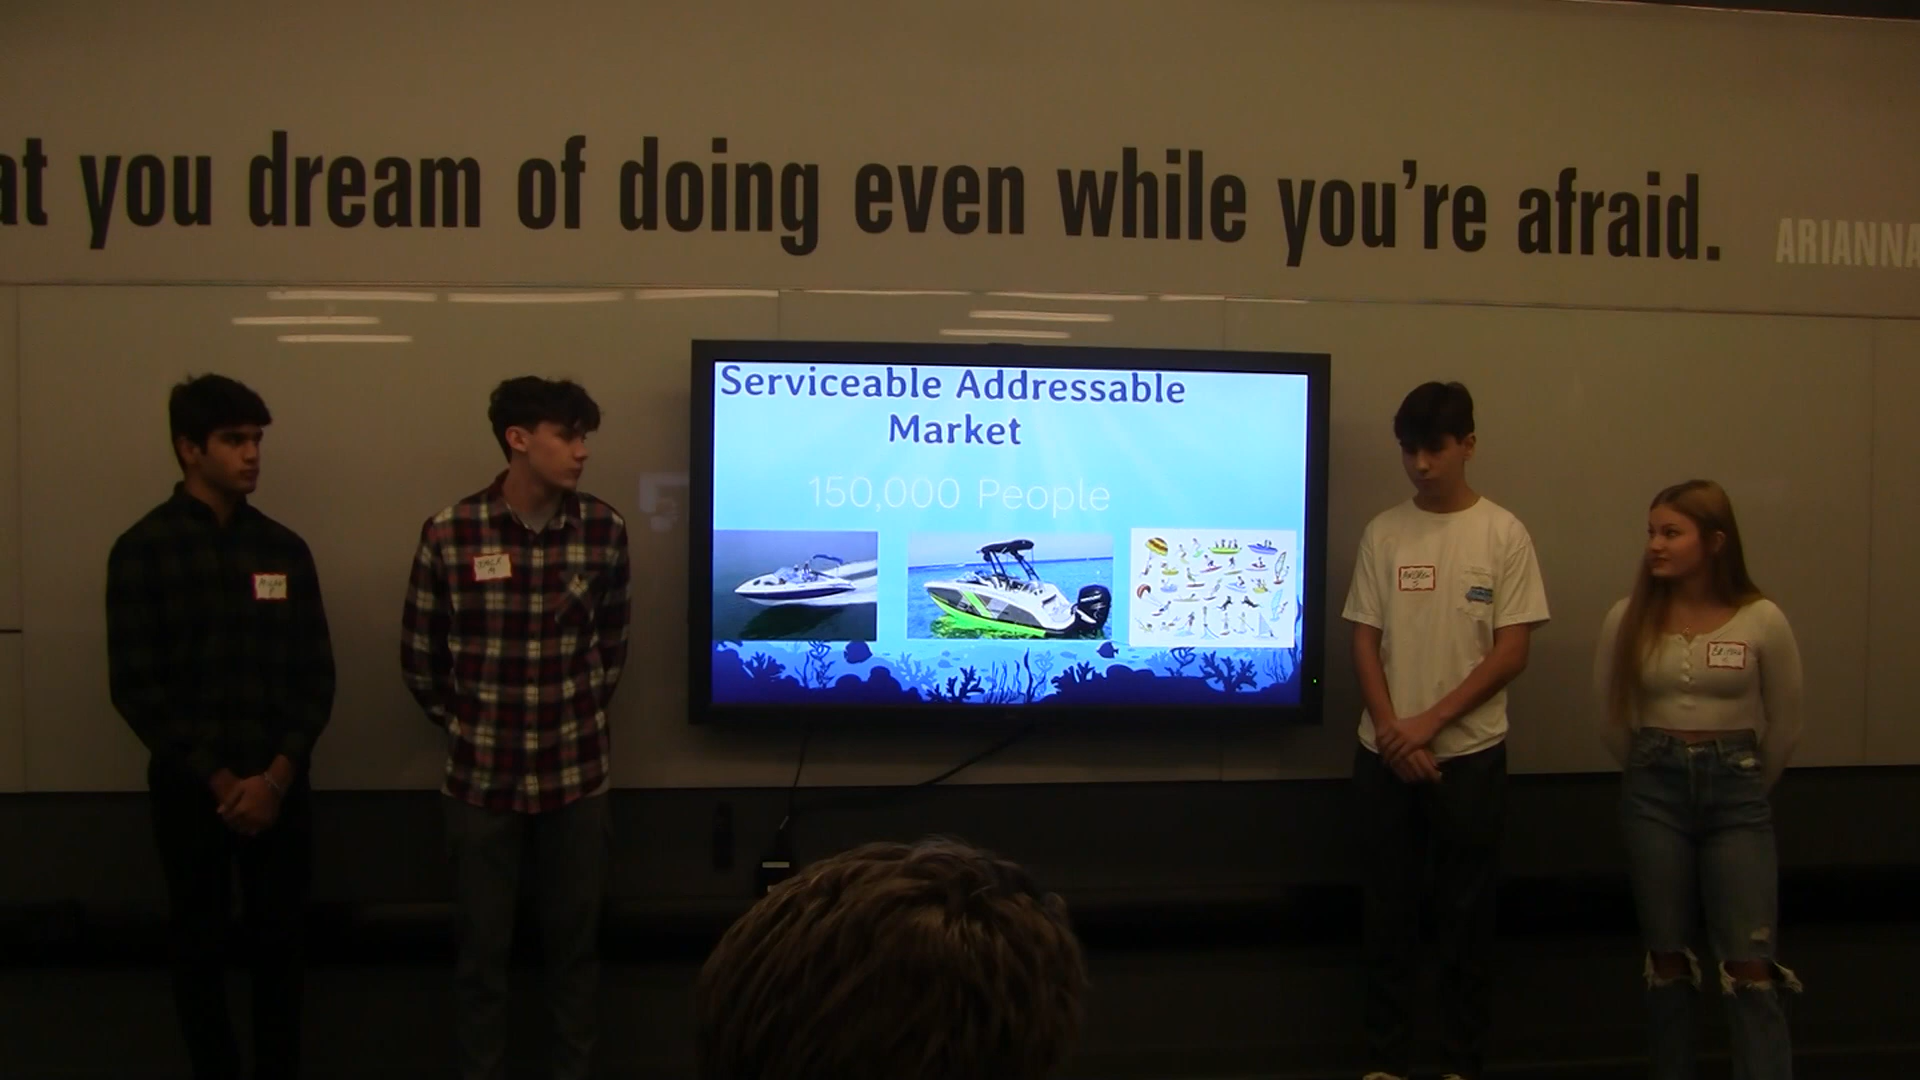 at you dream of doing even while you're afraid.
ARIANNA
Serviceable Addressable
Market
150,000 People